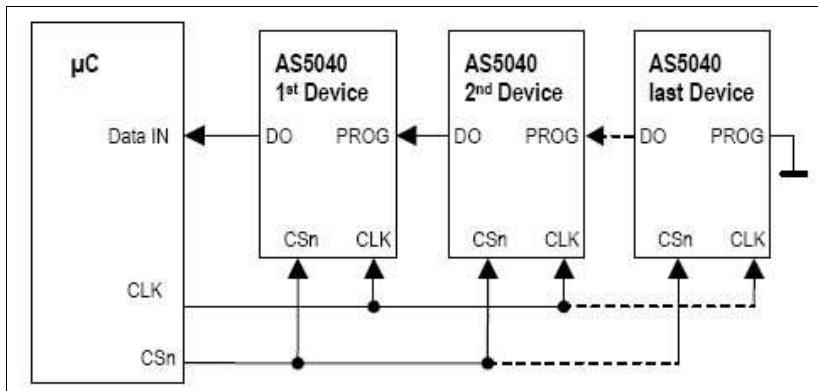 µC
AS5040
1st Device
AS5040
2nd Device
AS5040
last Device
Data IN
DO
PROG
DO
PROG
DO
PROG
CSn
CLK
CSn
CLK
CSn
CLK
CLK
CSn